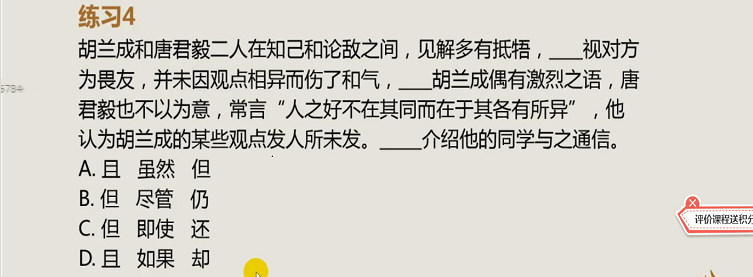 练习4
胡兰成和唐君毅二人在知己和论敌之间，见解多有抵牾，____视对方
为畏友，并未因观点相异而伤了和气，____胡兰成偶有激烈之语，唐
君毅也不以为意，常言“人之好不在其同而在于其各有所异”，他
认为胡兰成的某些观点发人所未发。_____介绍他的同学与之通信。
A. 且 虽然 但
B. 但 尽管 仍
C. 但 即使 还
D. 且 如果 却
评价课程送积分